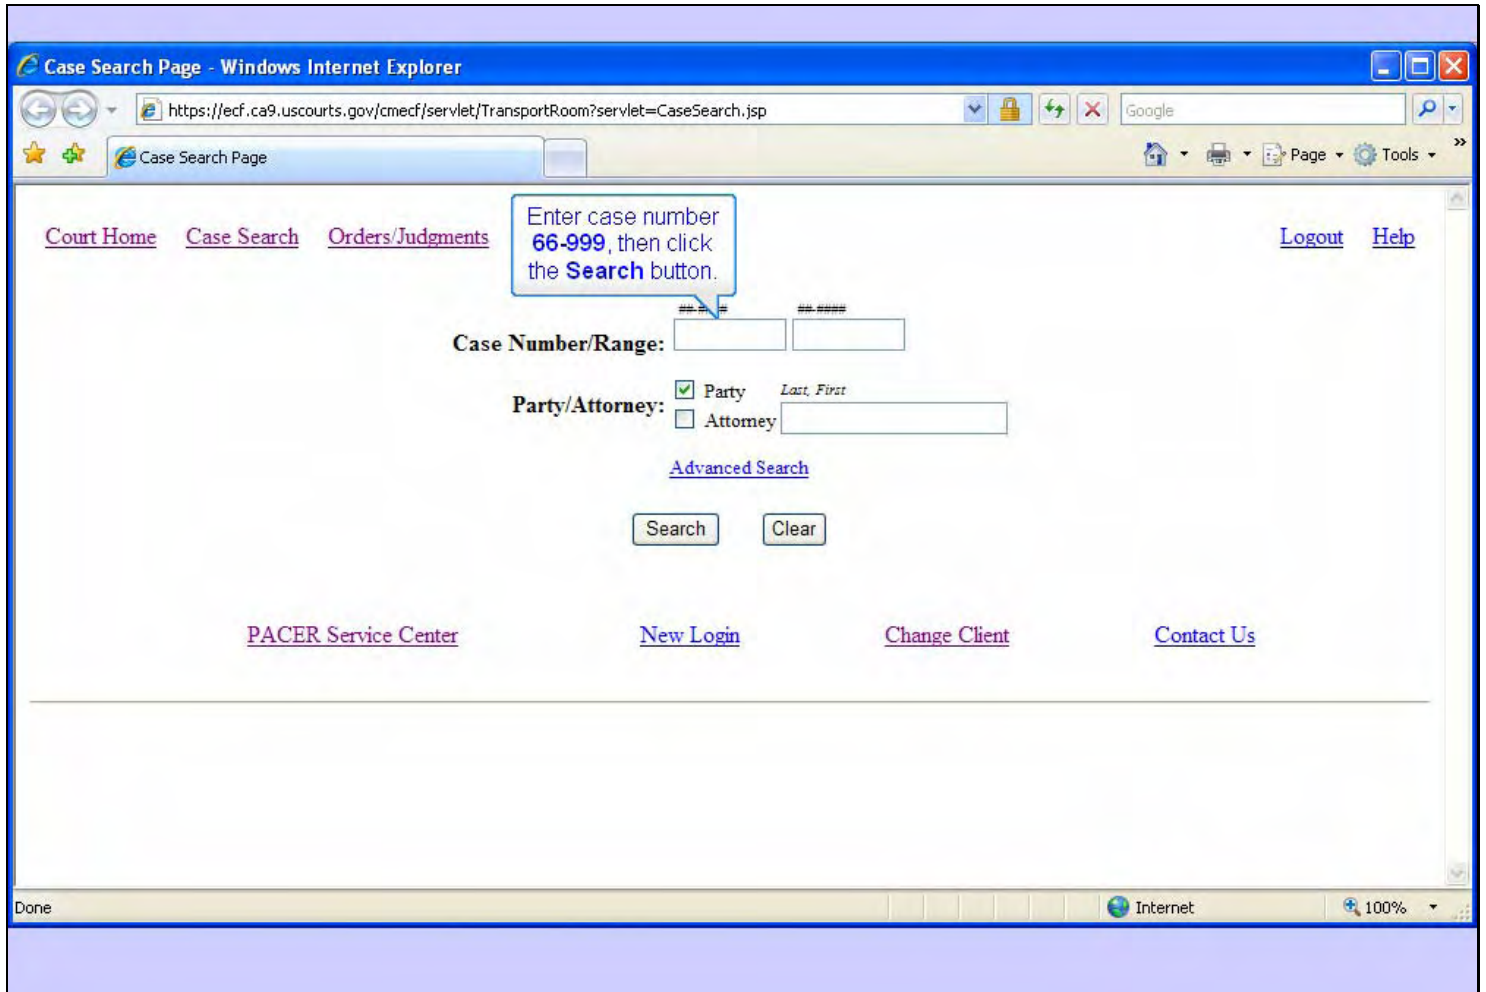 Case Search Page - Windows Internet Explorer
https://ecf.ca9.uscourts.gov/cmecf/servlet/TransportRoom?servlet=CaseSearch.jsp
Google
Case Search Page
Page
Tools
»
Court Home Case Search Orders/Judgments
Logout Help
Enter case number
66-999, then click
the Search button.
##-####
Case Number/Range:
Party/Attorney:
Party
Last, First
Attorney
Advanced Search
Search Clear
PACER Service Center New Login Change Client Contact Us
Done
Internet
100%